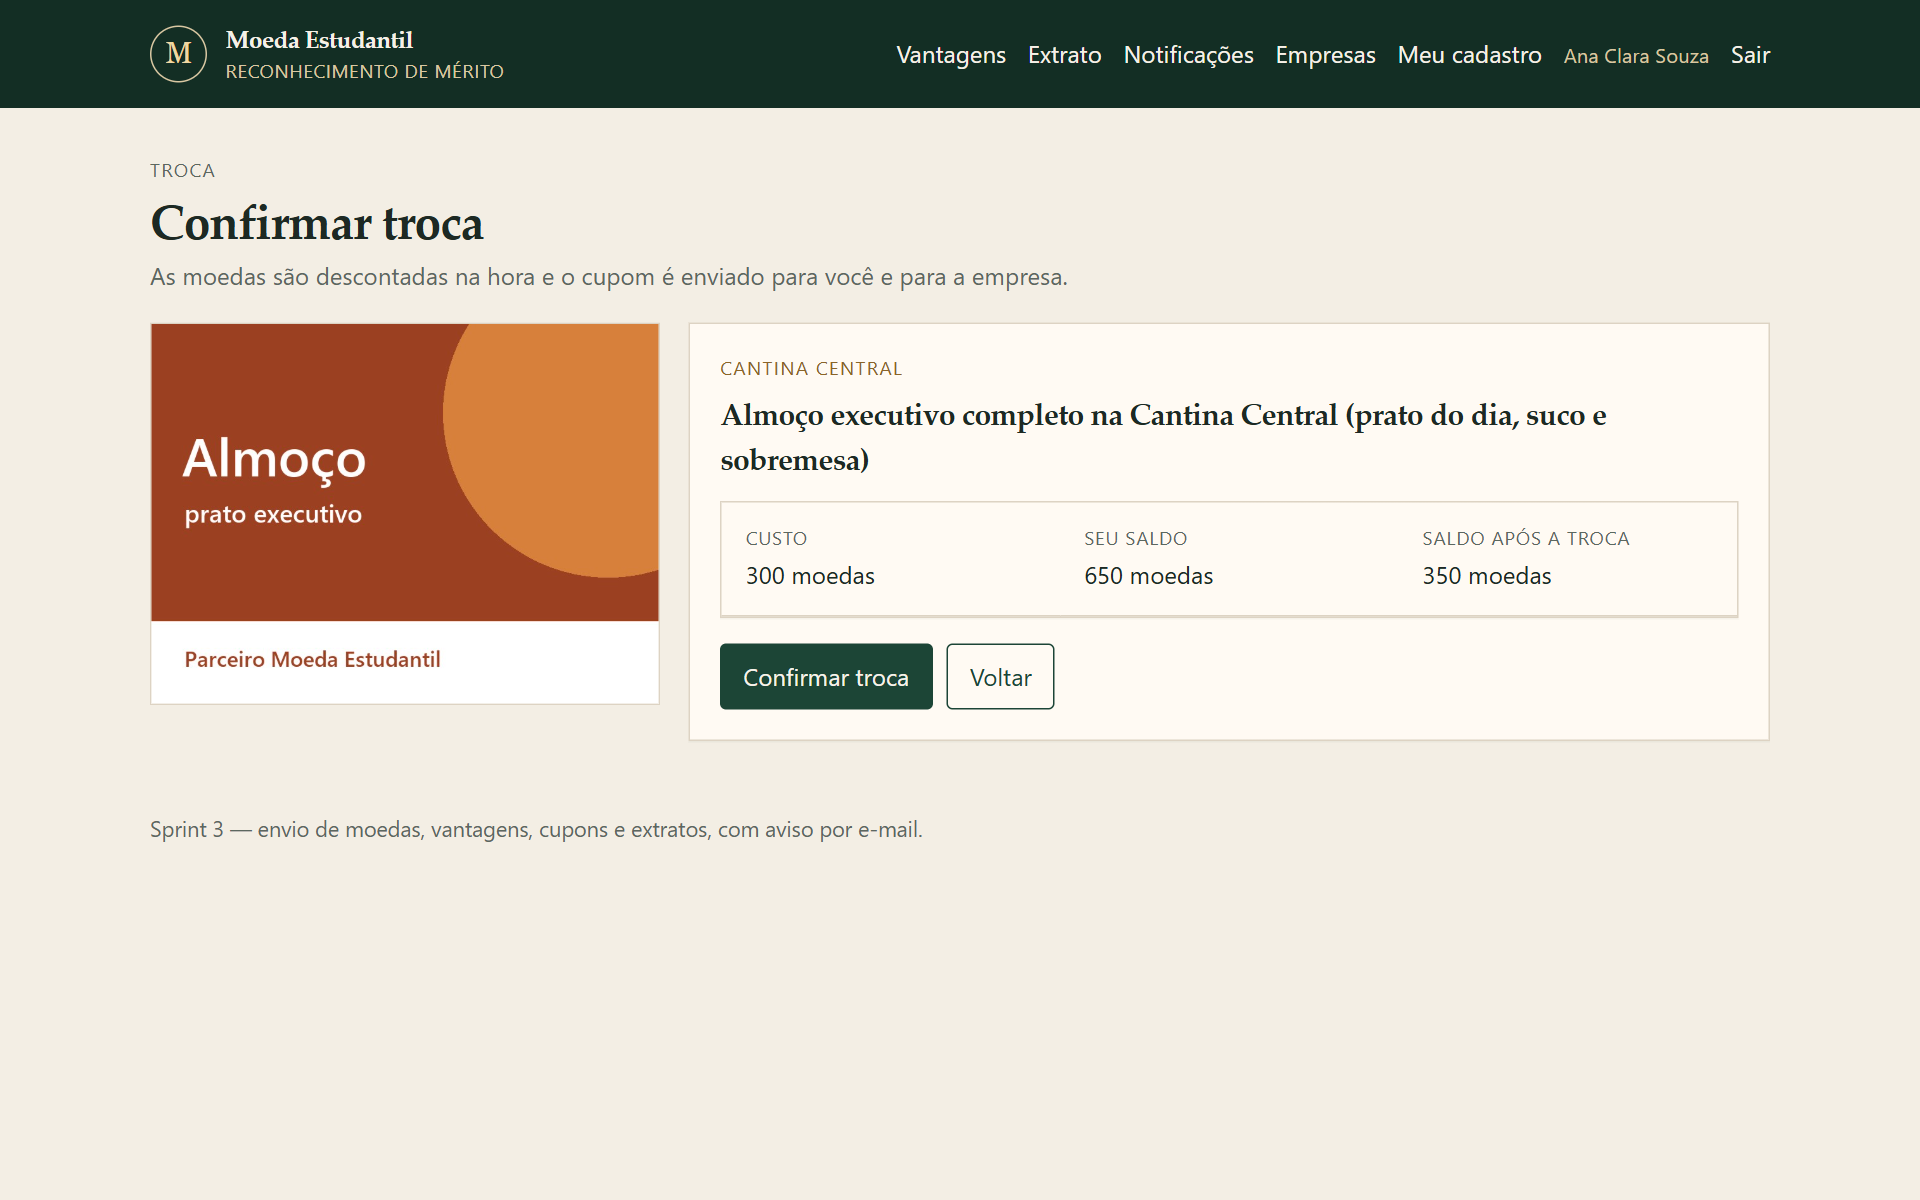 M
Moeda Estudantil
RECONHECIMENTO DE MÉRITO
Vantagens Extrato Notificações Empresas Meu cadastro Ana Clara Souza Sair
TROCA
Confirmar troca
As moedas são descontadas na hora e o cupom é enviado para você e para a empresa.
Almoço
prato executivo
Parceiro Moeda Estudantil
CANTINA CENTRAL
Almoço executivo completo na Cantina Central (prato do dia, suco e
sobremesa)
CUSTO
300 moedas
SEU SALDO
650 moedas
SALDO APÓS A TROCA
350 moedas
Confirmar troca
Voltar
Sprint 3 — envio de moedas, vantagens, cupons e extratos, com aviso por e-mail.